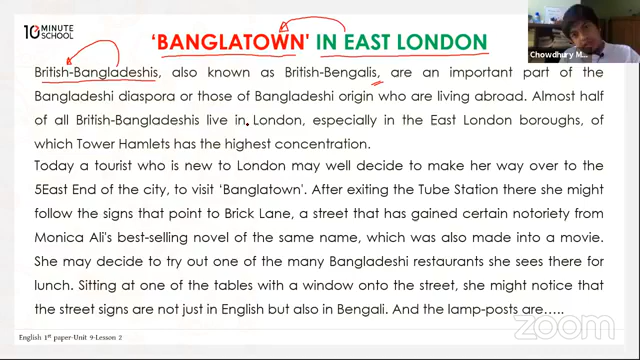 10 MINUTE
SCHOOL
'BANGLATOWN' IN EAST LONDON
Chowdhury M...
British-Bangladeshis, also known as British-Bengalis, are an important part of the
Bangladeshi diaspora or those of Bangladeshi origin who are living abroad. Almost half
of all British-Bangladeshis live in London, especially in the East London boroughs, of
which Tower Hamlets has the highest concentration.
Today a tourist who is new to London may well decide to make her way over to the
5East End of the city, to visit 'Banglatown'. After exiting the Tube Station there she might
follow the signs that point to Brick Lane, a street that has gained certain notoriety from
Monica Ali's best-selling novel of the same name, which was also made into a movie.
She may decide to try out one of the many Bangladeshi restaurants she sees there for
lunch. Sitting at one of the tables with a window onto the street, she might notice that
the street signs are not just in English but also in Bengali. And the lamp-posts are.....
zoom
English 1st paper-Unit 9-Lesson 2